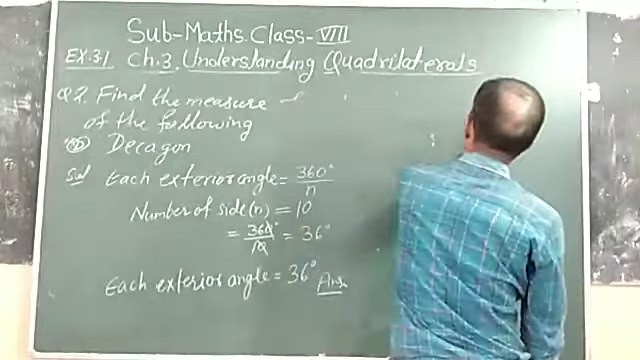 Sub-Maths. Class-VIII
EX.3.1 Ch.3. Understanding Quadrilaterals
Find the measure
of the following
Decagon
Sol Each exterior angle = 360°/n
Number of side(n) = 10
= 360°/10 = 36°
Each exterior angle = 36° Ans.